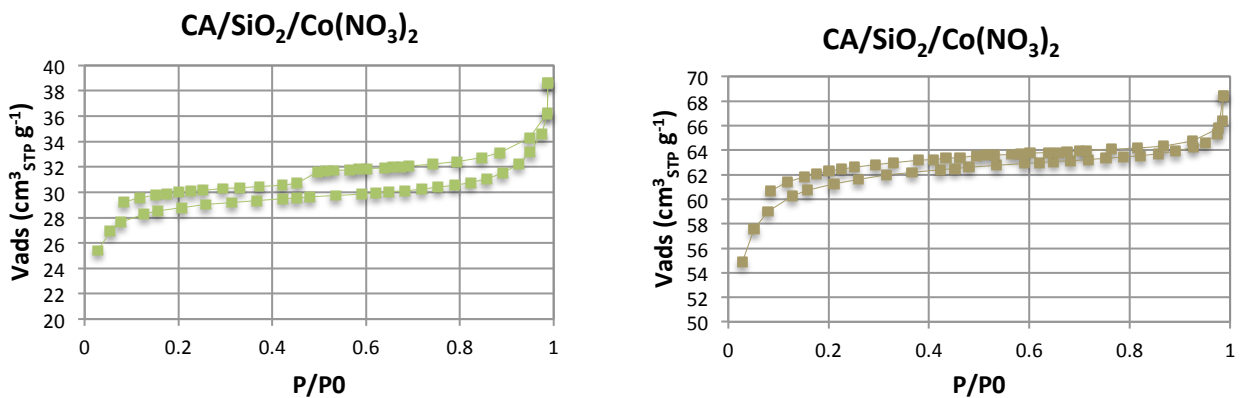 CA/SiO₂/Co(NO₃)₂
Vads (cm³STP g⁻¹)
40
38
36
34
32
30
28
26
24
22
20
0 0.2 0.4 0.6 0.8 1
P/P0
CA/SiO₂/Co(NO₃)₂
Vads (cm³STP g⁻¹)
70
68
66
64
62
60
58
56
54
52
50
0 0.2 0.4 0.6 0.8 1
P/P0